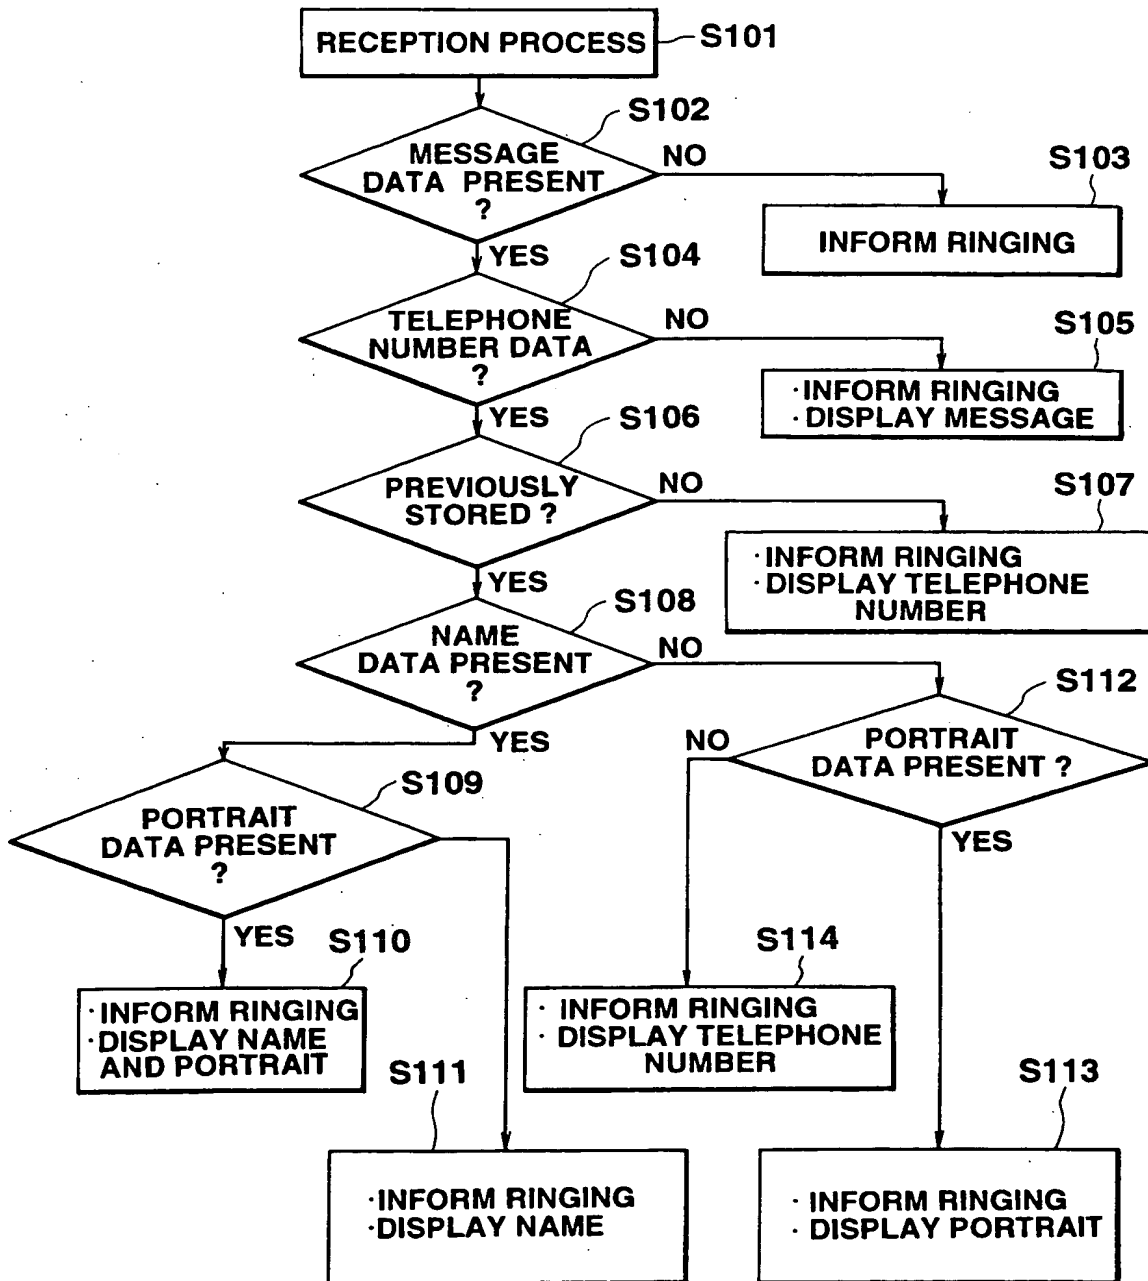 RECEPTION PROCESS
S101
S102
MESSAGE
DATA PRESENT
?
NO
S103
INFORM RINGING
YES
S104
TELEPHONE
NUMBER DATA
?
NO
S105
·INFORM RINGING
·DISPLAY MESSAGE
YES
S106
PREVIOUSLY
STORED ?
NO
S107
·INFORM RINGING
·DISPLAY TELEPHONE
NUMBER
YES
S108
NAME
DATA PRESENT
?
NO
S112
PORTRAIT
DATA PRESENT ?
NO
YES
YES
S109
PORTRAIT
DATA PRESENT
?
YES
S110
·INFORM RINGING
·DISPLAY NAME
AND PORTRAIT
S114
· INFORM RINGING
· DISPLAY TELEPHONE
NUMBER
S111
·INFORM RINGING
·DISPLAY NAME
S113
· INFORM RINGING
· DISPLAY PORTRAIT